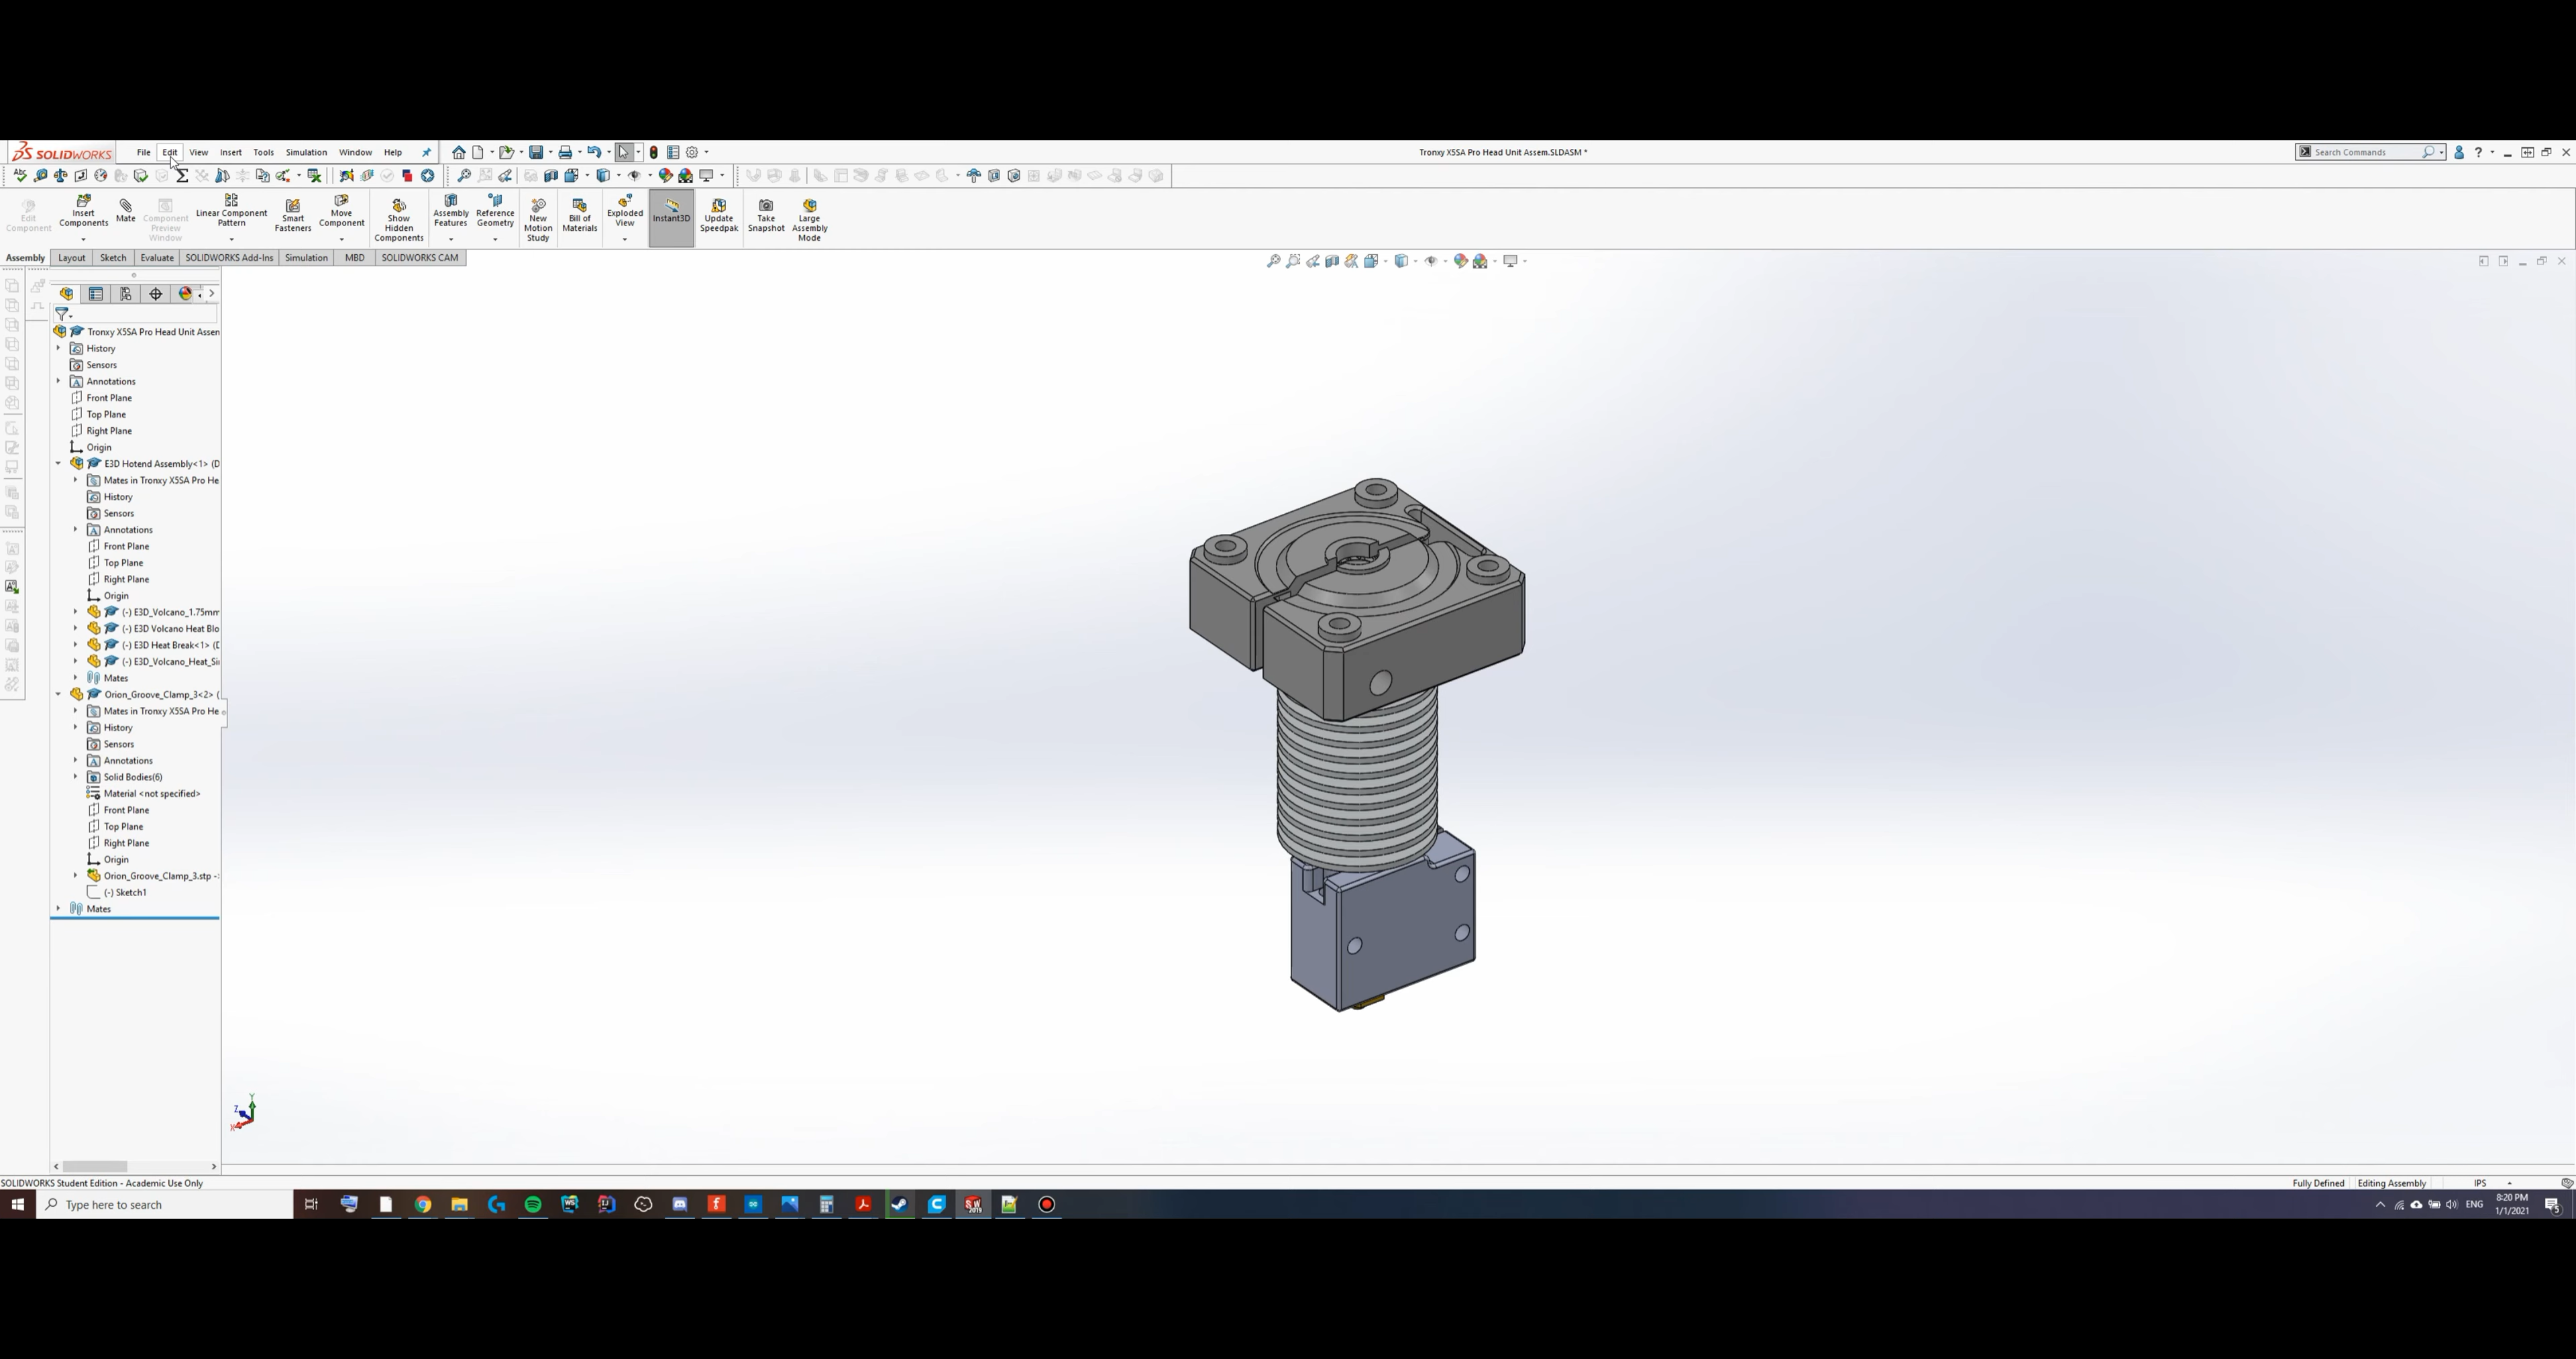 SOLIDWORKS File Edit View Insert Tools Simulation Window Help Tronxy X5SA Pro Head Unit Assem.SLDASM * Search Commands ?
Edit Component
Insert Components
Mate
Component Preview Window
Linear Component Pattern
Smart Fasteners
Move Component
Show Hidden Components
Assembly Features
Reference Geometry
New Motion Study
Bill of Materials
Exploded View
Instant3D
Update Speedpak
Take Snapshot
Large Assembly Mode
Assembly Layout Sketch Evaluate SOLIDWORKS Add-Ins Simulation MBD SOLIDWORKS CAM
Tronxy X5SA Pro Head Unit Assen
History
Sensors
Annotations
Front Plane
Top Plane
Right Plane
Origin
E3D Hotend Assembly<1> (D
Mates in Tronxy X5SA Pro He
History
Sensors
Annotations
Front Plane
Top Plane
Right Plane
Origin
(-) E3D_Volcano_1.75mm
(-) E3D Volcano Heat Blo
(-) E3D Heat Break<1> (D
(-) E3D_Volcano_Heat_Si
Mates
Orion_Groove_Clamp_3<2> (
Mates in Tronxy X5SA Pro He
History
Sensors
Annotations
Solid Bodies(6)
Material <not specified>
Front Plane
Top Plane
Right Plane
Origin
Orion_Groove_Clamp_3.stp ->
(-) Sketch1
Mates
Y
Z
X
SOLIDWORKS Student Edition - Academic Use Only Fully Defined Editing Assembly IPS
Type here to search ENG 8:20 PM
1/1/2021